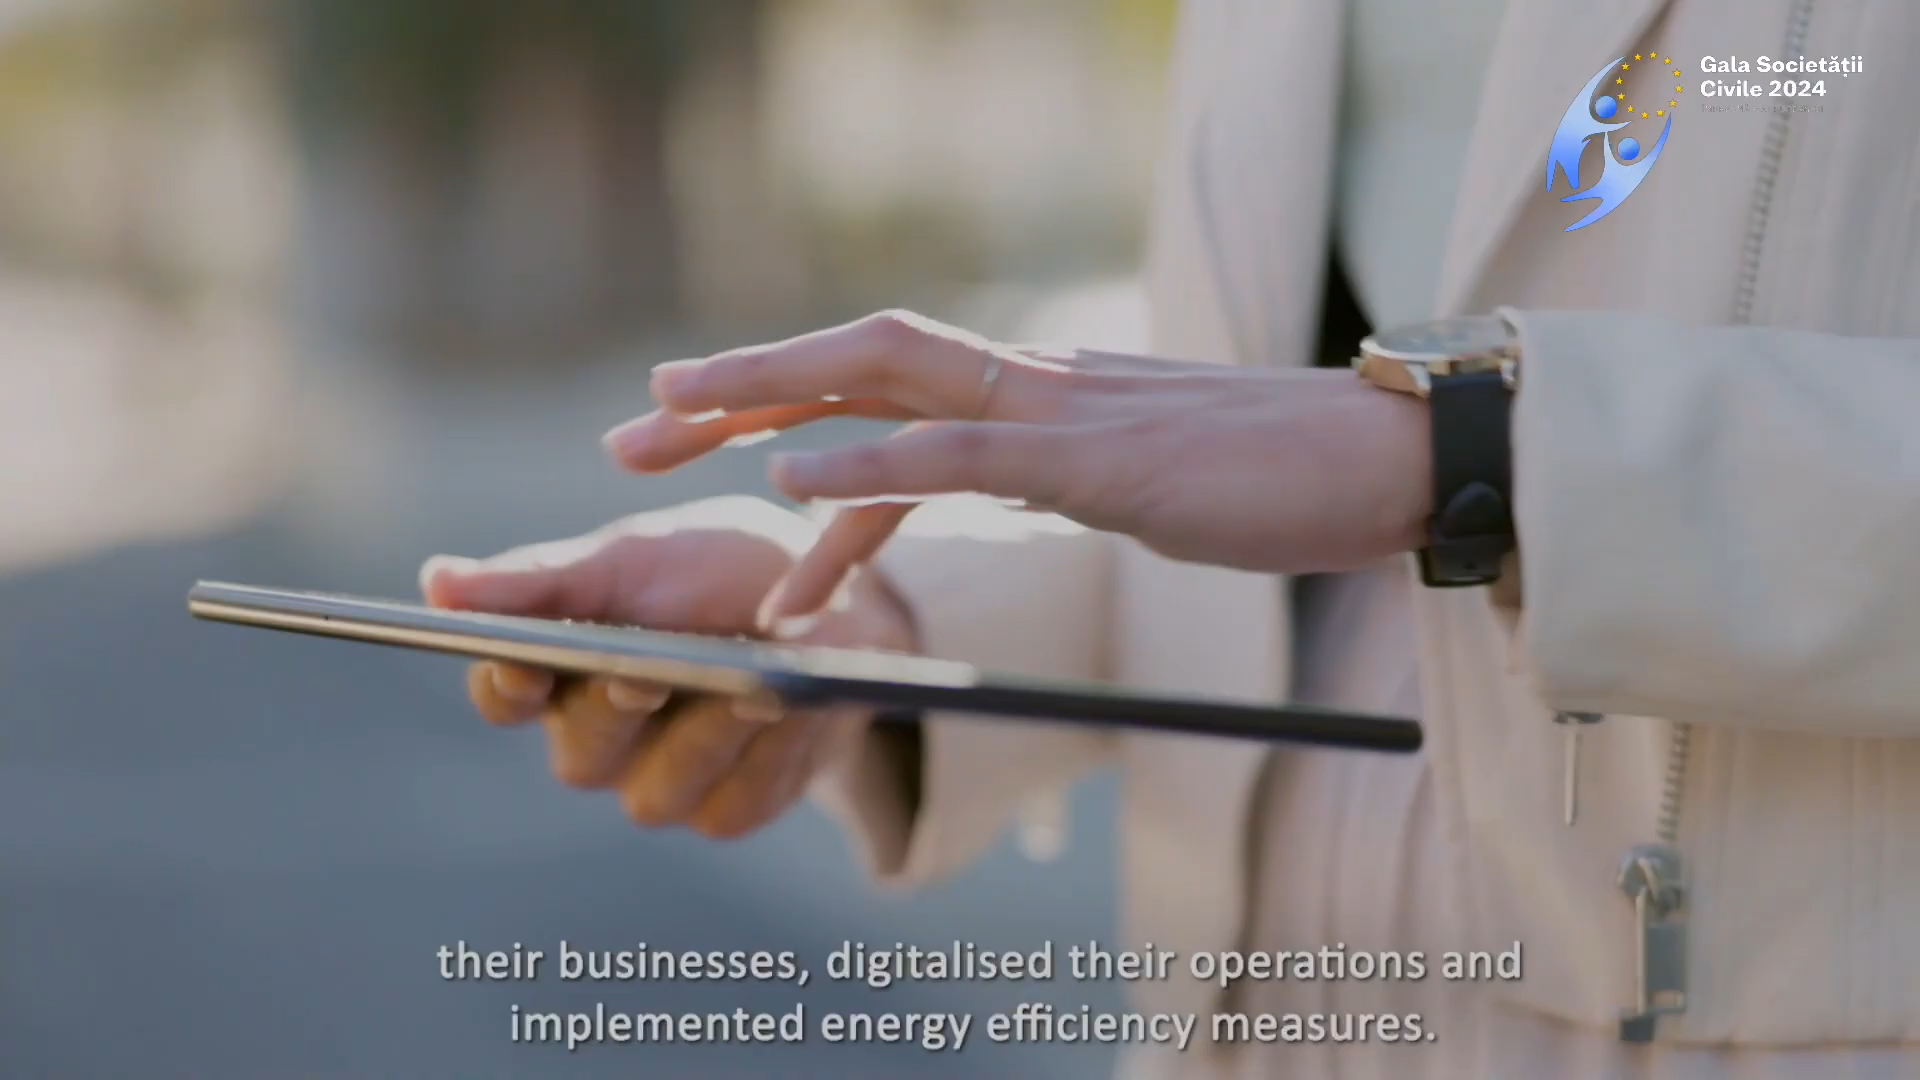 Gala Societății
Civile 2024
their businesses, digitalised their operations and
implemented energy efficiency measures.